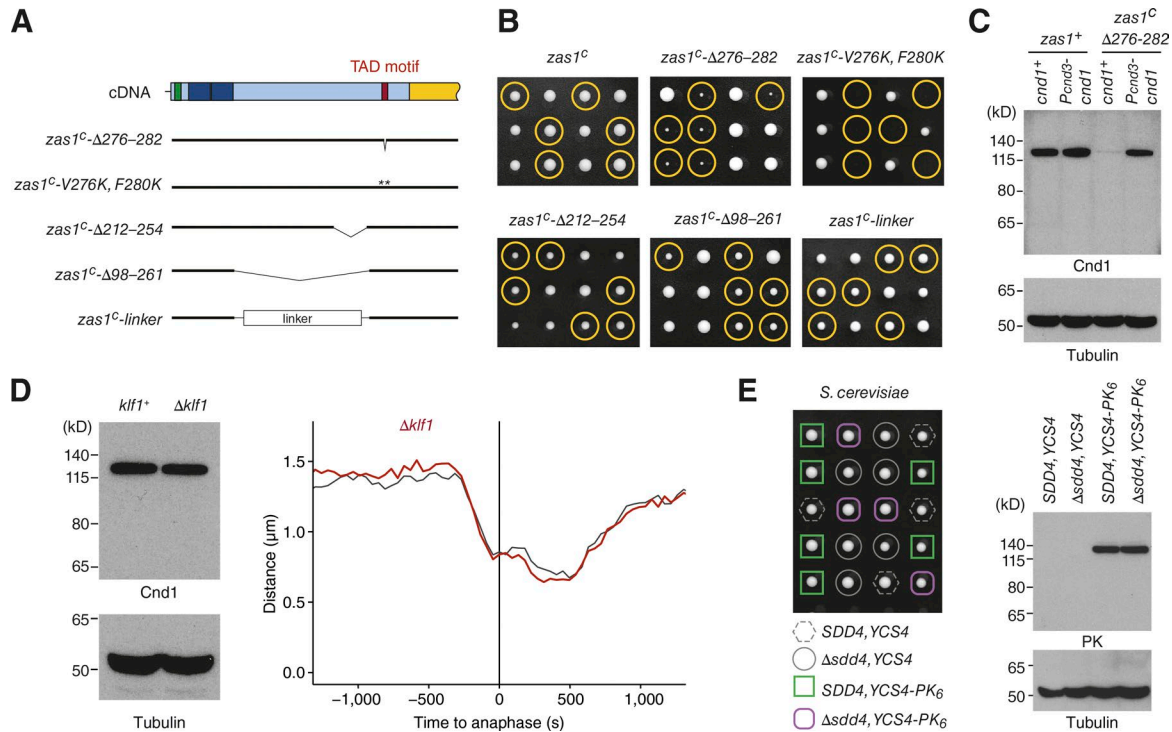 A
TAD motif
cDNA
zas1ᶜ-Δ276–282
zas1ᶜ-V276K, F280K
**
zas1ᶜ-Δ212–254
zas1ᶜ-Δ98–261
zas1ᶜ-linker
linker
B
zas1ᶜ
zas1ᶜ-Δ276–282
zas1ᶜ-V276K, F280K
zas1ᶜ-Δ212–254
zas1ᶜ-Δ98–261
zas1ᶜ-linker
C
zas1ᶜ
zas1⁺ Δ276-282
cnd1⁺
Pcnd3-
cnd1
cnd1⁺
Pcnd3-
cnd1
(kD)
140
115
80
65
Cnd1
65
50
Tubulin
D
klf1⁺ Δklf1
(kD)
140
115
80
65
Cnd1
65
50
Tubulin
Δklf1
1.5
1.0
0.5
0.0
Distance (μm)
−1,000 −500 0 500 1,000
Time to anaphase (s)
E
S. cerevisiae
SDD4,YCS4
Δsdd4,YCS4
SDD4,YCS4-PK₆
Δsdd4,YCS4-PK₆
SDD4,YCS4
Δsdd4,YCS4
SDD4,YCS4-PK₆
Δsdd4,YCS4-PK₆
(kD)
140
115
80
65
PK
65
50
Tubulin